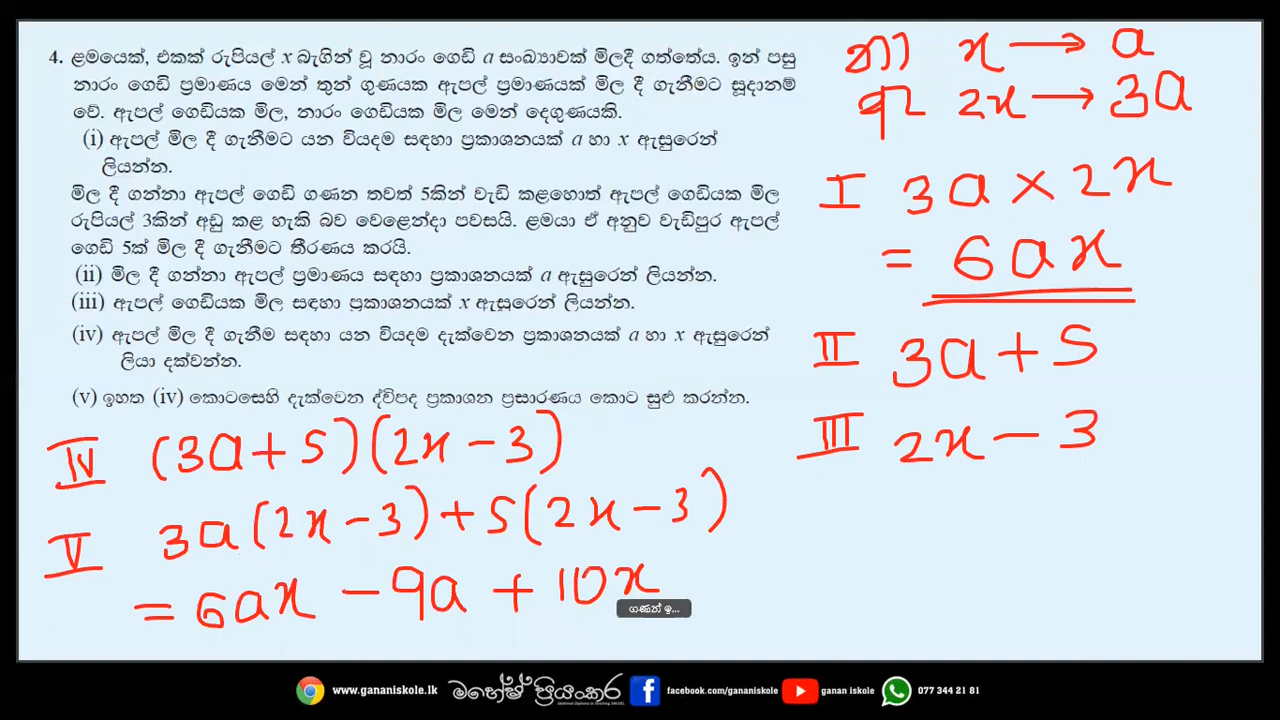 4. ළමයෙක්, එකක් රුපියල් x බැගින් වූ නාරං ගෙඩි a සංඛ්‍යාවක් මිලදී ගත්තේය. ඉන් පසු
නාරං ගෙඩි ප්‍රමාණය මෙන් තුන් ගුණයක ඇපල් ප්‍රමාණයක් මිල දී ගැනීමට සූදානම්
වේ. ඇපල් ගෙඩියක මිල, නාරං ගෙඩියක මිල මෙන් දෙගුණයකි.
(i) ඇපල් මිල දී ගැනීමට යන වියදම සඳහා ප්‍රකාශනයක් a හා x ඇසුරෙන්
ලියන්න.
මිල දී ගන්නා ඇපල් ගෙඩි ගණන තවත් 5කින් වැඩි කළහොත් ඇපල් ගෙඩියක මිල
රුපියල් 3කින් අඩු කළ හැකි බව වෙළෙන්දා පවසයි. ළමයා ඒ අනුව වැඩිපුර ඇපල්
ගෙඩි 5ක් මිල දී ගැනීමට තීරණය කරයි.
(ii) මිල දී ගන්නා ඇපල් ප්‍රමාණය සඳහා ප්‍රකාශනයක් a ඇසුරෙන් ලියන්න.
(iii) ඇපල් ගෙඩියක මිල සඳහා ප්‍රකාශනයක් x ඇසුරෙන් ලියන්න.
(iv) ඇපල් මිල දී ගැනීම සඳහා යන වියදම දැක්වෙන ප්‍රකාශනයක් a හා x ඇසුරෙන්
ලියා දක්වන්න.
(v) ඉහත (iv) කොටසෙහි දැක්වෙන ද්විපද ප්‍රකාශන ප්‍රසාරණය කොට සුළු කරන්න.
නා x → a
ඇ 2x → 3a
I 3a × 2x
= 6ax
II 3a + 5
III 2x − 3
IV (3a + 5)(2x − 3)
V 3a(2x − 3) + 5(2x − 3)
= 6ax − 9a + 10x
ගණන් ඉ...
www.gananiskole.lk
මහේෂ් ප්‍රියංකර
facebook.com/gananiskole
ganan iskole
077 344 21 81